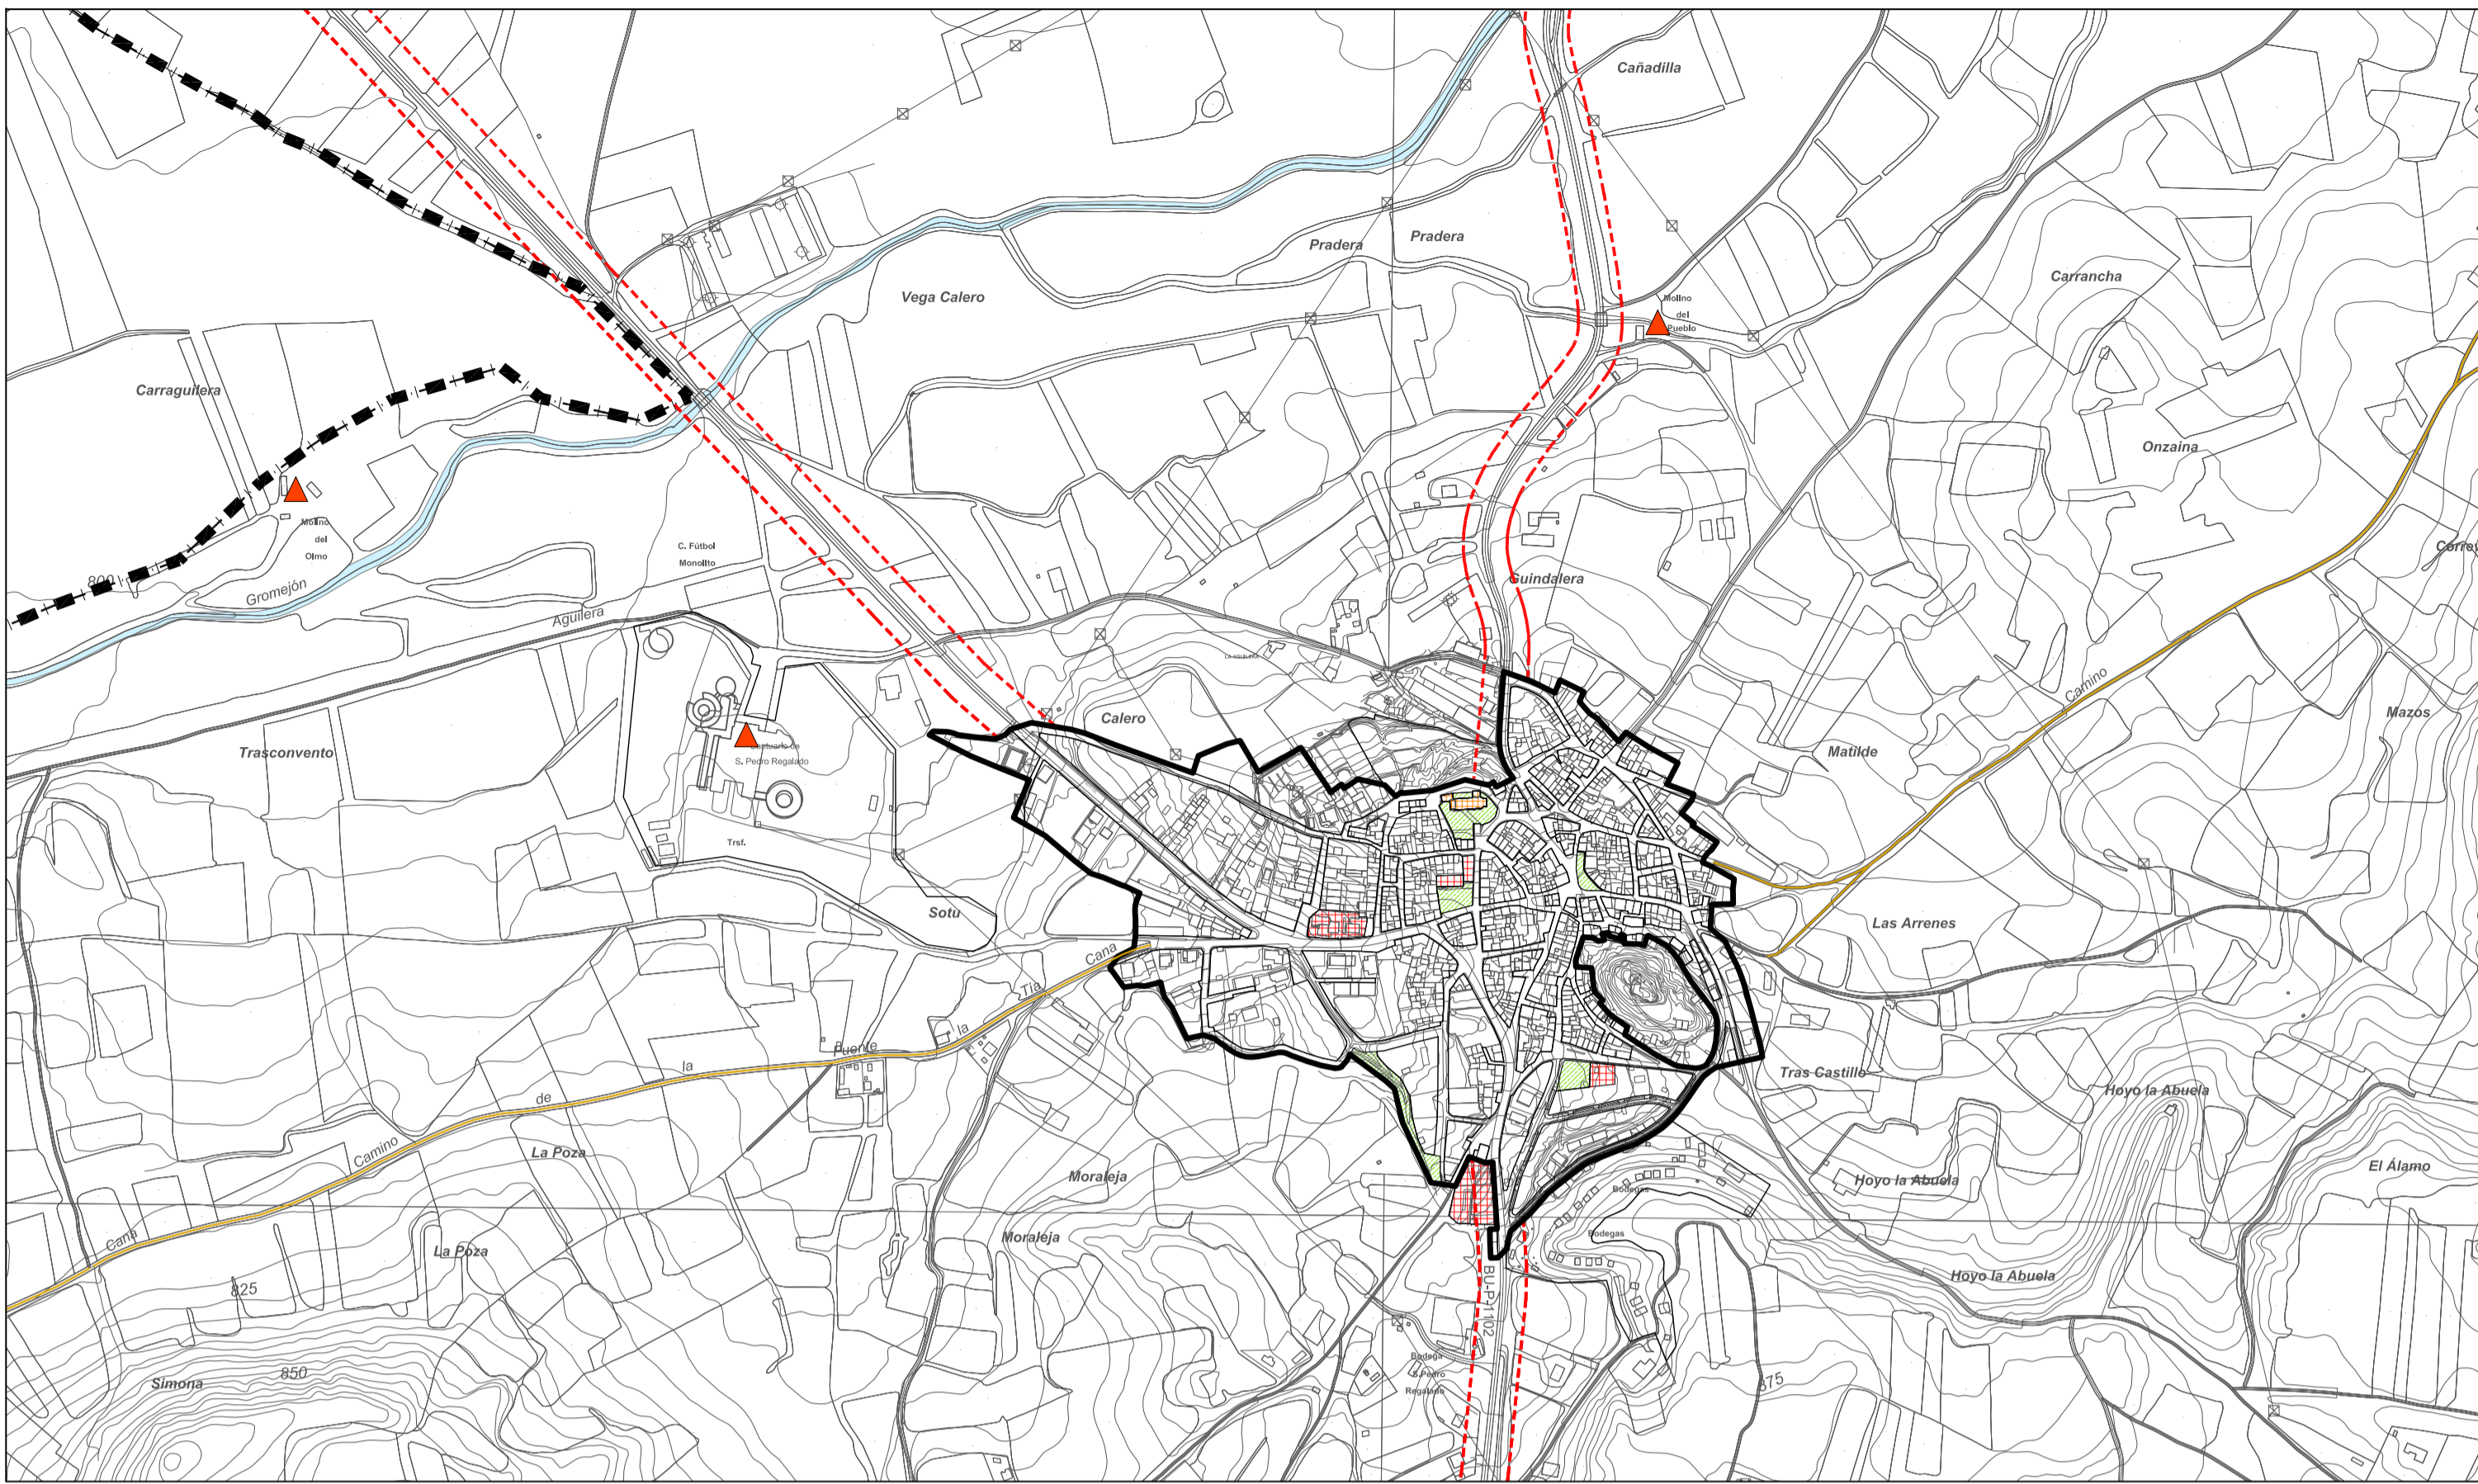 Cañadilla
Pradera
Pradera
Carrancha
Vega Calero
Molino
del
Pueblo
Carraguilera
Onzaina
Molino
del
Olmo
C. Fútbol
Monolito
800
Gromejón
Aguilera
Guindalera
LA AGUILERA
Camino
Mazos
Calero
Trasconvento
Santuario de
S. Pedro Regalado
Matilde
Trsf.
Sotu
Las Arrenes
Cana
Tía
la
Puente
la
de
Camino
Cana
Tras Castillo
Hoyo la Abuela
La Poza
Moraleja
Hoyo la Abuela
El Álamo
Bodegas
Bodegas
La Poza
Moraleja
Hoyo la Abuela
825
BU-P-1102
Simona
850
Bodega
S.Pedro
Regalado
875